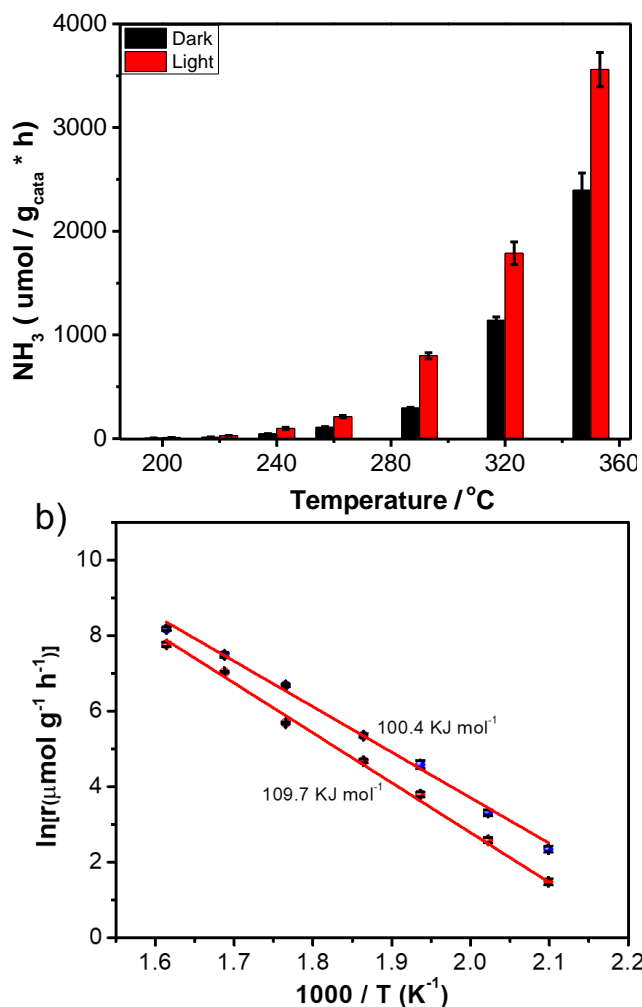 4000
3000
2000
1000
0
Dark
Light
NH₃ ( umol / g_cata * h)
200 240 280 320 360
Temperature / °C
b)
10
8
6
4
2
0
100.4 KJ mol⁻¹
109.7 KJ mol⁻¹
ln[r(μmol g⁻¹ h⁻¹)]
1.6 1.7 1.8 1.9 2.0 2.1 2.2
1000 / T (K⁻¹)